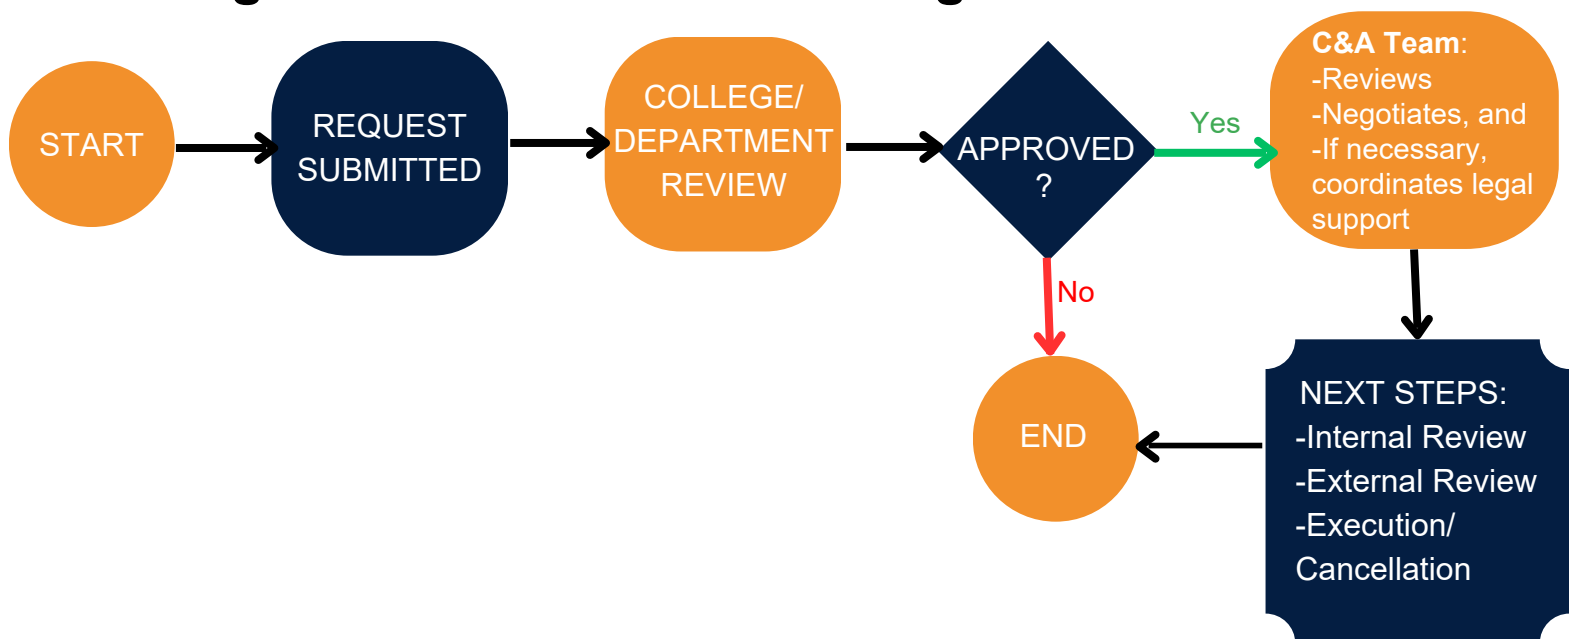 START
REQUEST
SUBMITTED
COLLEGE/
DEPARTMENT
REVIEW
APPROVED
?
Yes
No
C&A Team:
-Reviews
-Negotiates, and
-If necessary,
coordinates legal
support
NEXT STEPS:
-Internal Review
-External Review
-Execution/
Cancellation
END